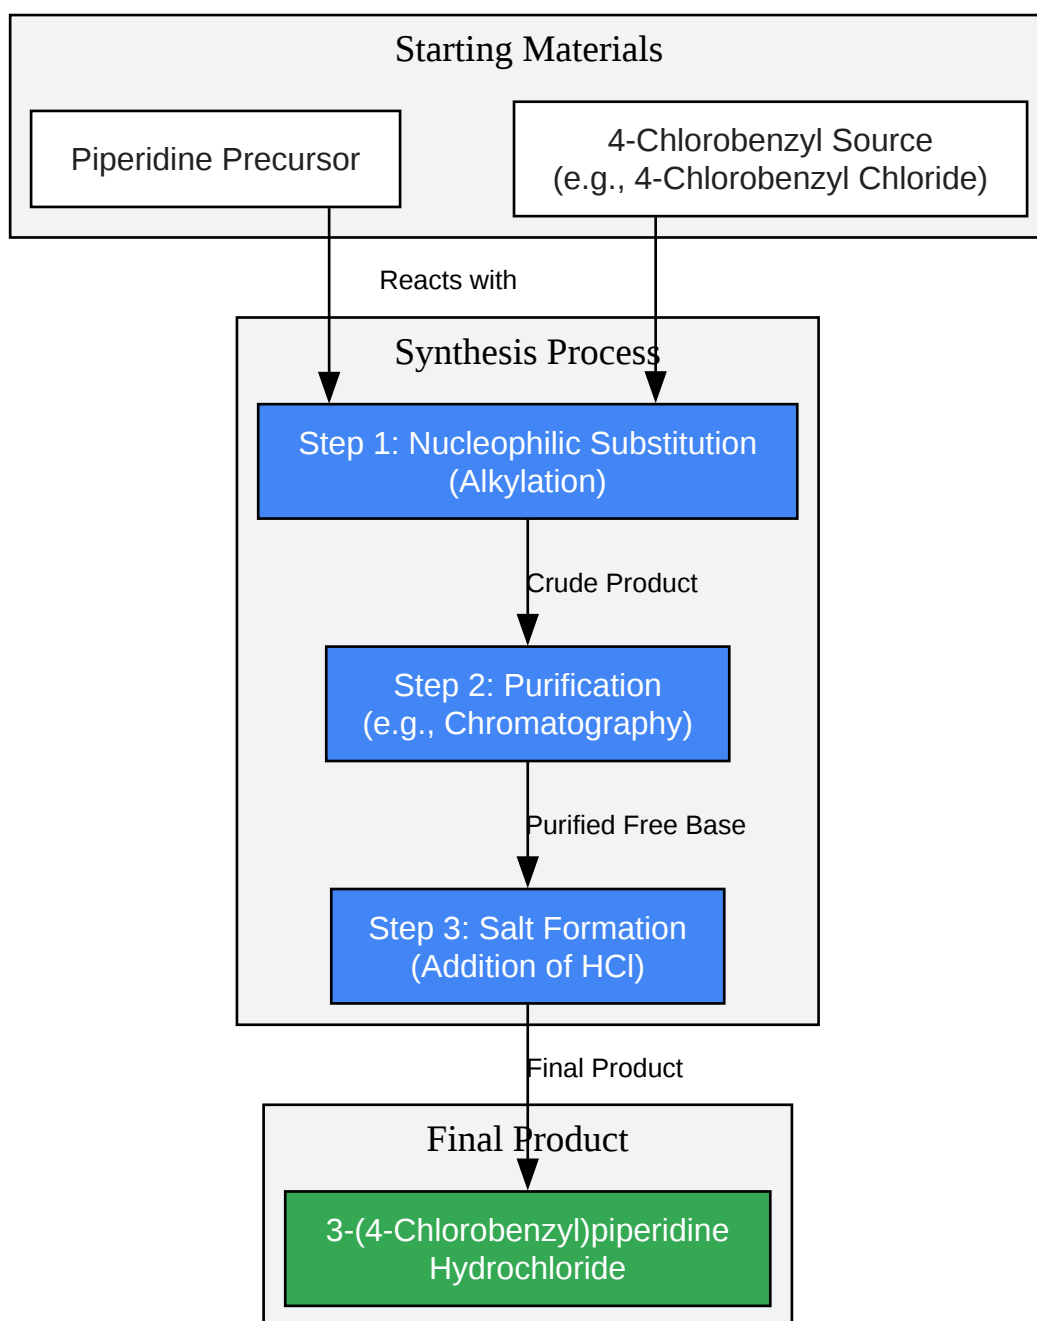 Starting Materials
Piperidine Precursor
4-Chlorobenzyl Source
(e.g., 4-Chlorobenzyl Chloride)
Reacts with
Synthesis Process
Step 1: Nucleophilic Substitution
(Alkylation)
Crude Product
Step 2: Purification
(e.g., Chromatography)
Purified Free Base
Step 3: Salt Formation
(Addition of HCl)
Final Product
Final Product
3-(4-Chlorobenzyl)piperidine
Hydrochloride